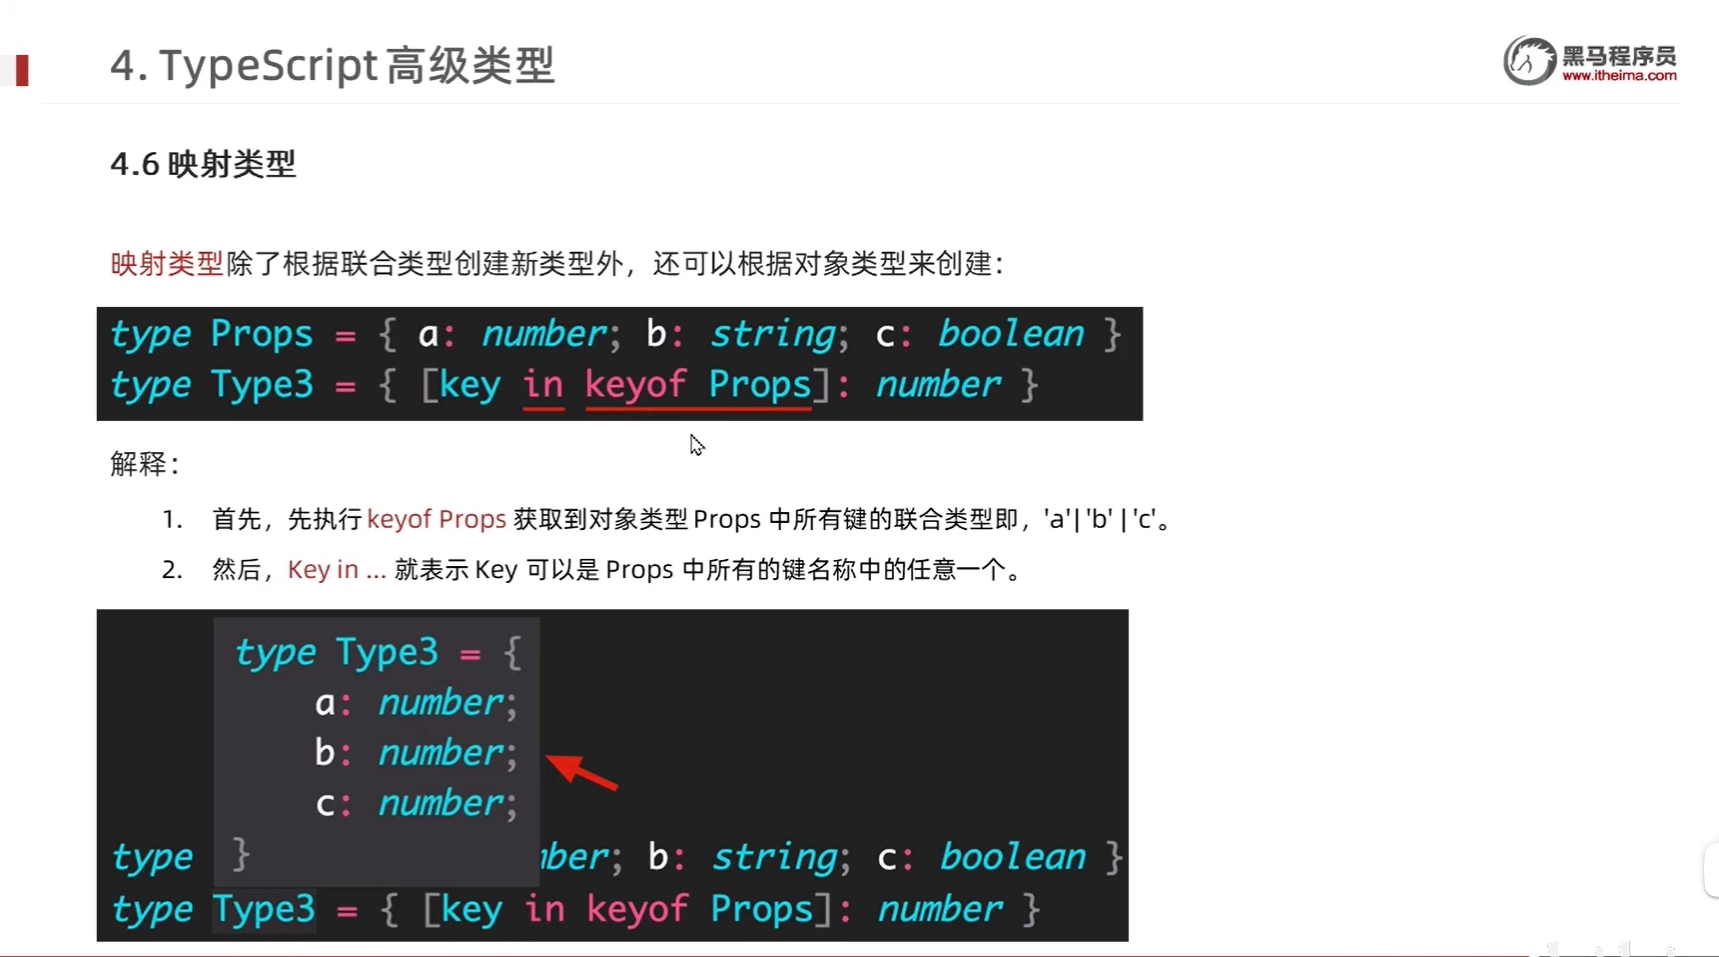 4. TypeScript 高级类型
黑马程序员
www.itheima.com
4.6 映射类型
映射类型除了根据联合类型创建新类型外，还可以根据对象类型来创建：
type Props = { a: number; b: string; c: boolean }
type Type3 = { [key in keyof Props]: number }
解释：
1. 首先，先执行 keyof Props 获取到对象类型 Props 中所有键的联合类型即，'a'| 'b' | 'c'。
2. 然后，Key in ... 就表示 Key 可以是 Props 中所有的键名称中的任意一个。
type Type3 = {
a: number;
b: number;
c: number;
}
type mber; b: string; c: boolean }
type Type3 = { [key in keyof Props]: number }